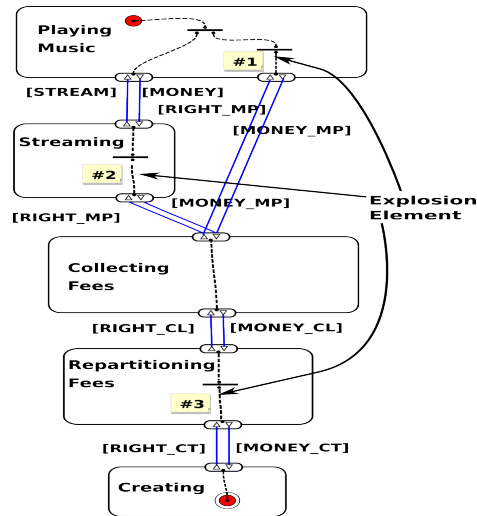 Playing
Music
#1
[STREAM] [MONEY]
[RIGHT_MP]
[MONEY_MP]
Streaming
#2
[MONEY_MP]
[RIGHT_MP]
Explosion
Element
Collecting
Fees
[RIGHT_CL] [MONEY_CL]
Repartitioning
Fees
#3
[RIGHT_CT] [MONEY_CT]
Creating